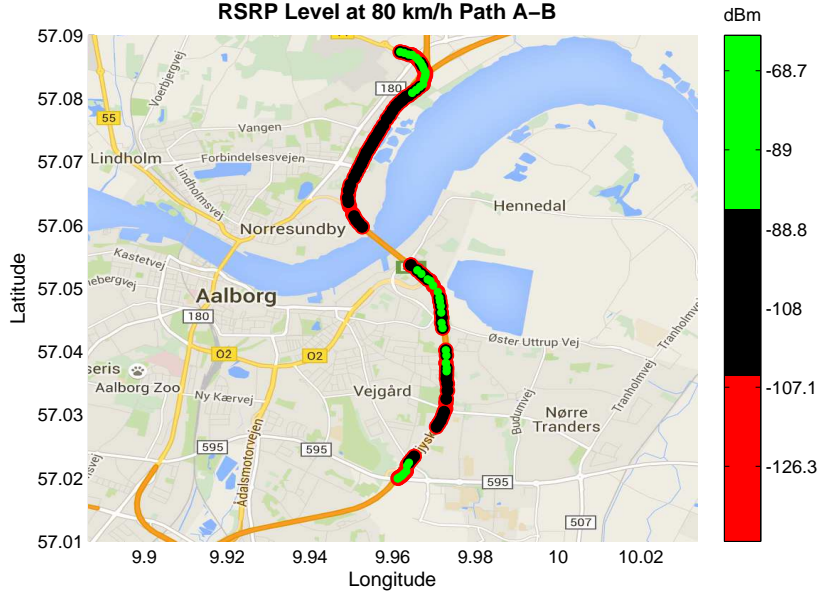 RSRP Level at 80 km/h Path A−B
dBm
57.09
57.08
57.07
57.06
57.05
57.04
57.03
57.02
57.01
Latitude
Voerbjergvej
180
55
Vangen
Lindholm
Forbindelsesvej
Lindholmsvej
Hennedal
Norresundby
Kastetvej
Aalborg
180
Øster Uttrup Vej
Tranholmvej
O2
O2
Aalborg Zoo
Vejgård
Ny Kærvej
Budumvej
Tranholmvej
Nørre
Tranders
595
595
595
Ådalsmotorvejen
507
9.9
9.92
9.94
9.96
9.98
10
10.02
Longitude
-68.7
-89
-88.8
-108
-107.1
-126.3